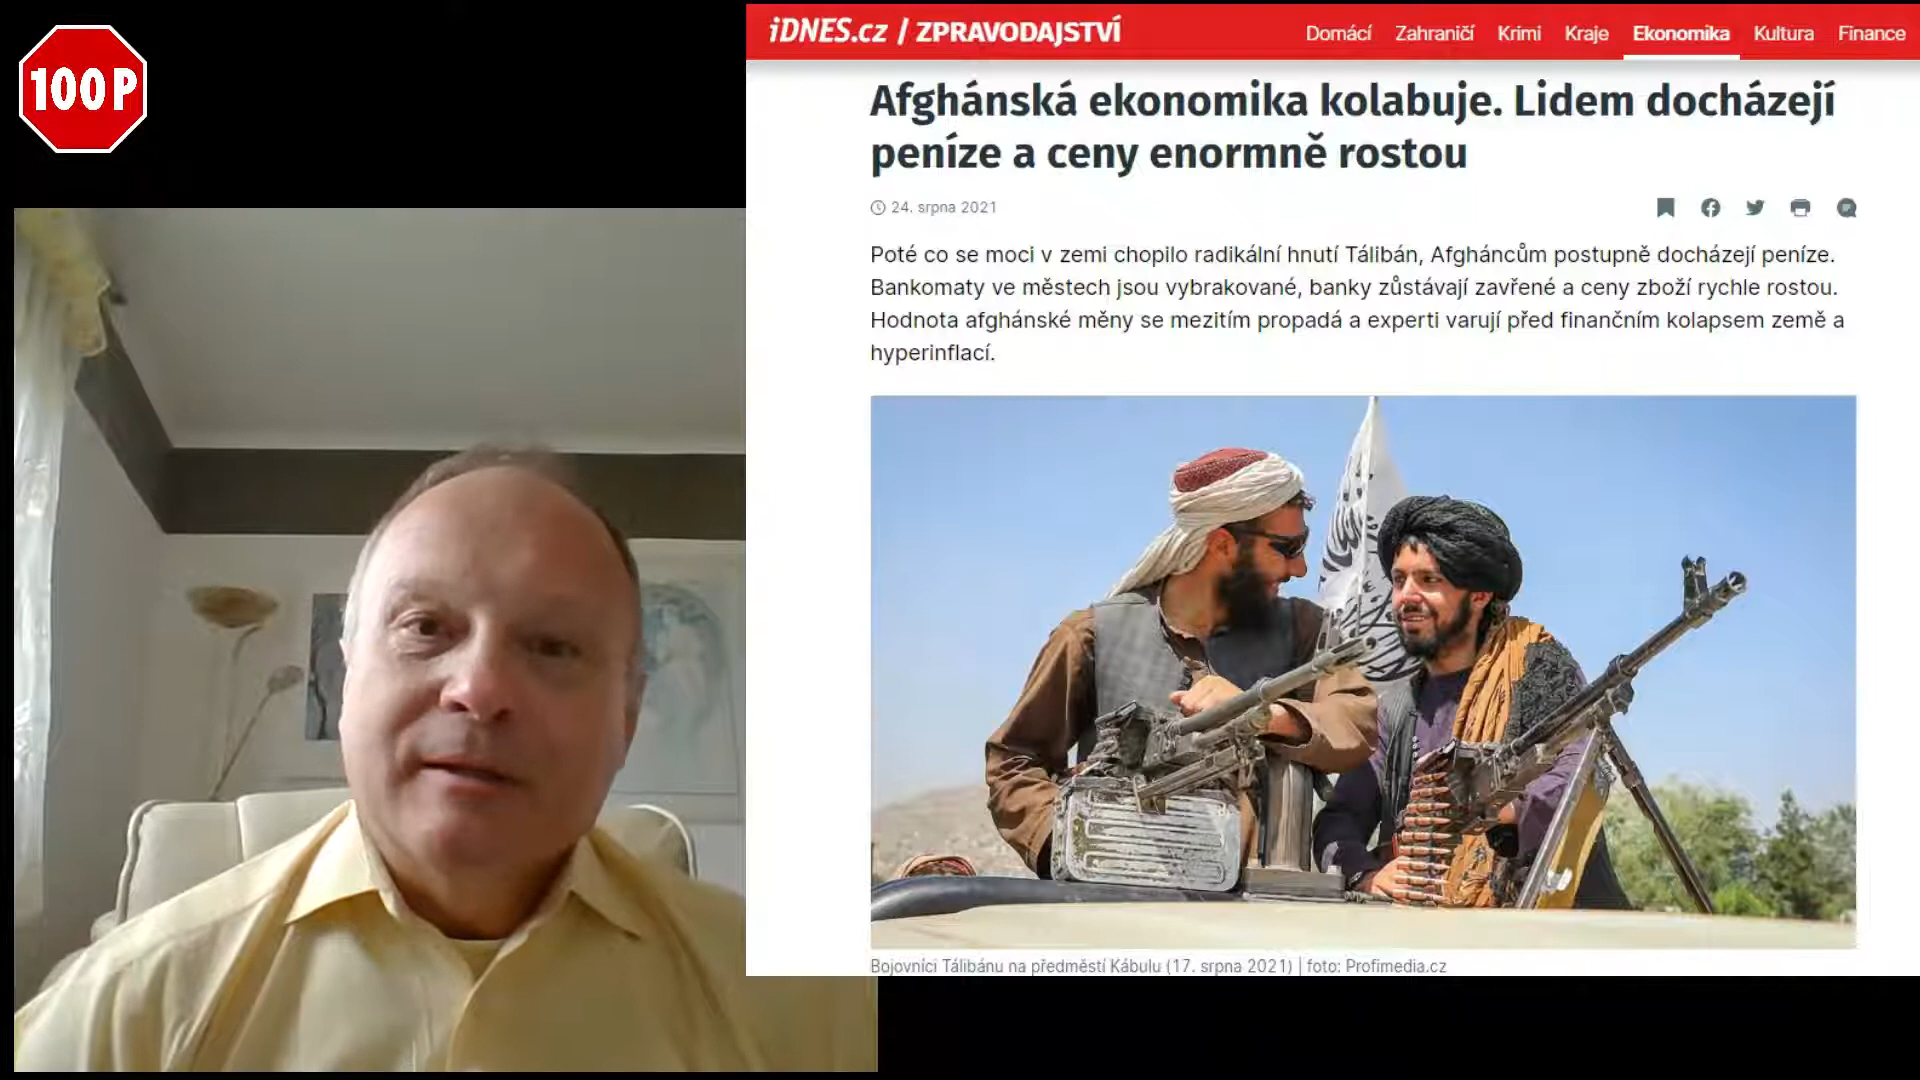 100P
iDNES.cz / ZPRAVODAJSTVÍ
Domácí Zahraničí Krimi Kraje Ekonomika Kultura Finance
Afghánská ekonomika kolabuje. Lidem docházejí
peníze a ceny enormně rostou
24. srpna 2021
Poté co se moci v zemi chopilo radikální hnutí Tálibán, Afgháncům postupně docházejí peníze.
Bankomaty ve městech jsou vybrakované, banky zůstávají zavřené a ceny zboží rychle rostou.
Hodnota afghánské měny se mezitím propadá a experti varují před finančním kolapsem země a
hyperinflací.
Bojovníci Tálibánu na předměstí Kábulu (17. srpna 2021) | foto: Profimedia.cz